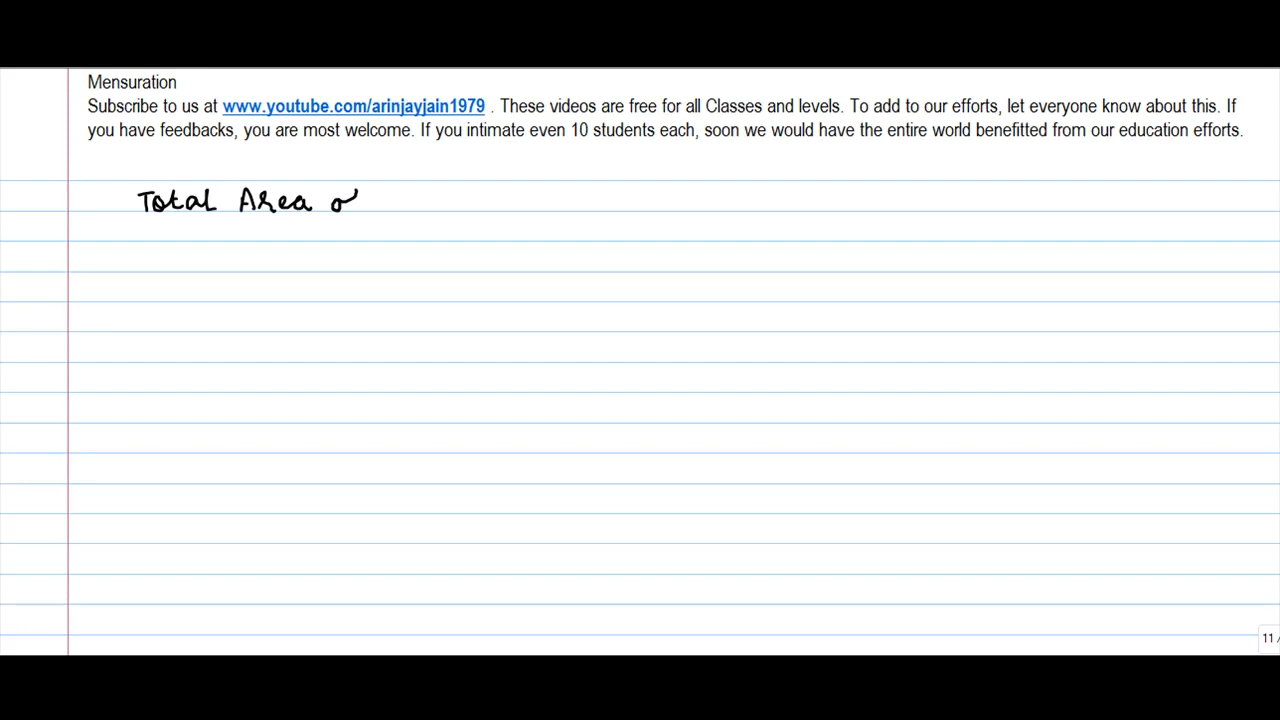 Mensuration
Subscribe to us at www.youtube.com/arinjayjain1979 . These videos are free for all Classes and levels. To add to our efforts, let everyone know about this. If
you have feedbacks, you are most welcome. If you intimate even 10 students each, soon we would have the entire world benefitted from our education efforts.
Total Area o
11/